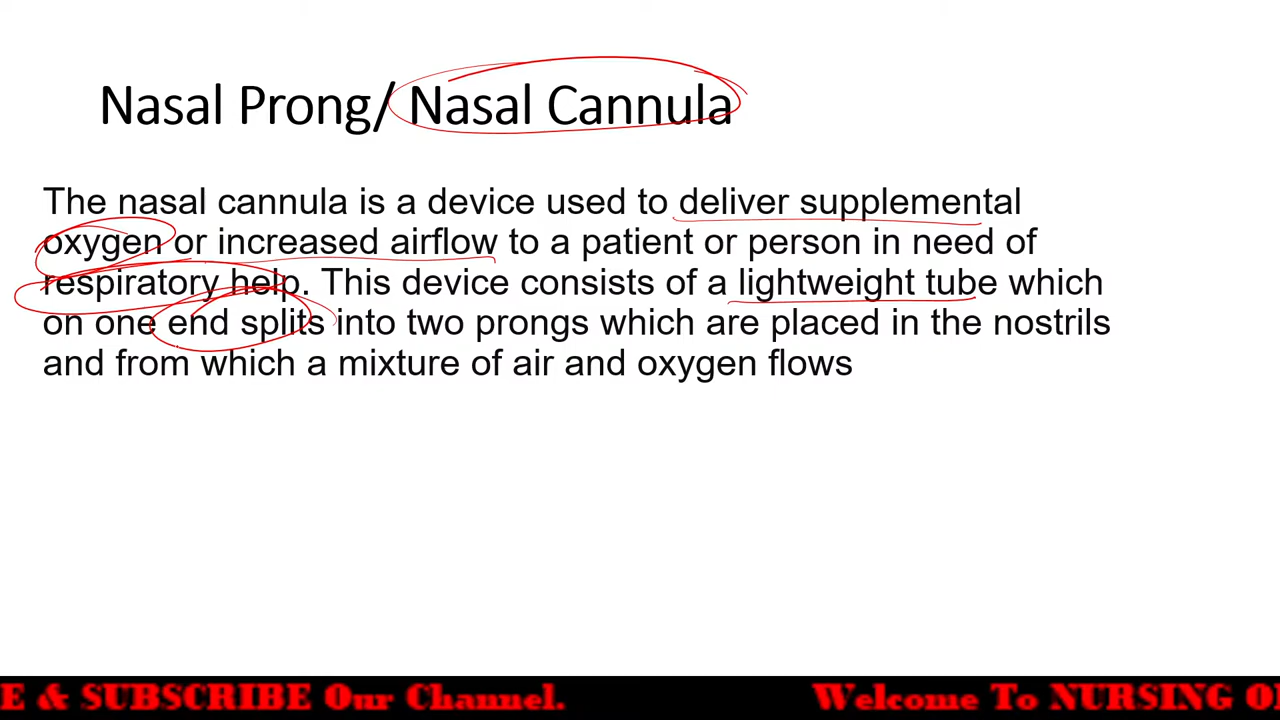 Nasal Prong/ Nasal Cannula
The nasal cannula is a device used to deliver supplemental
oxygen or increased airflow to a patient or person in need of
respiratory help. This device consists of a lightweight tube which
on one end splits into two prongs which are placed in the nostrils
and from which a mixture of air and oxygen flows
E & SUBSCRIBE Our Channel. Welcome To NURSING